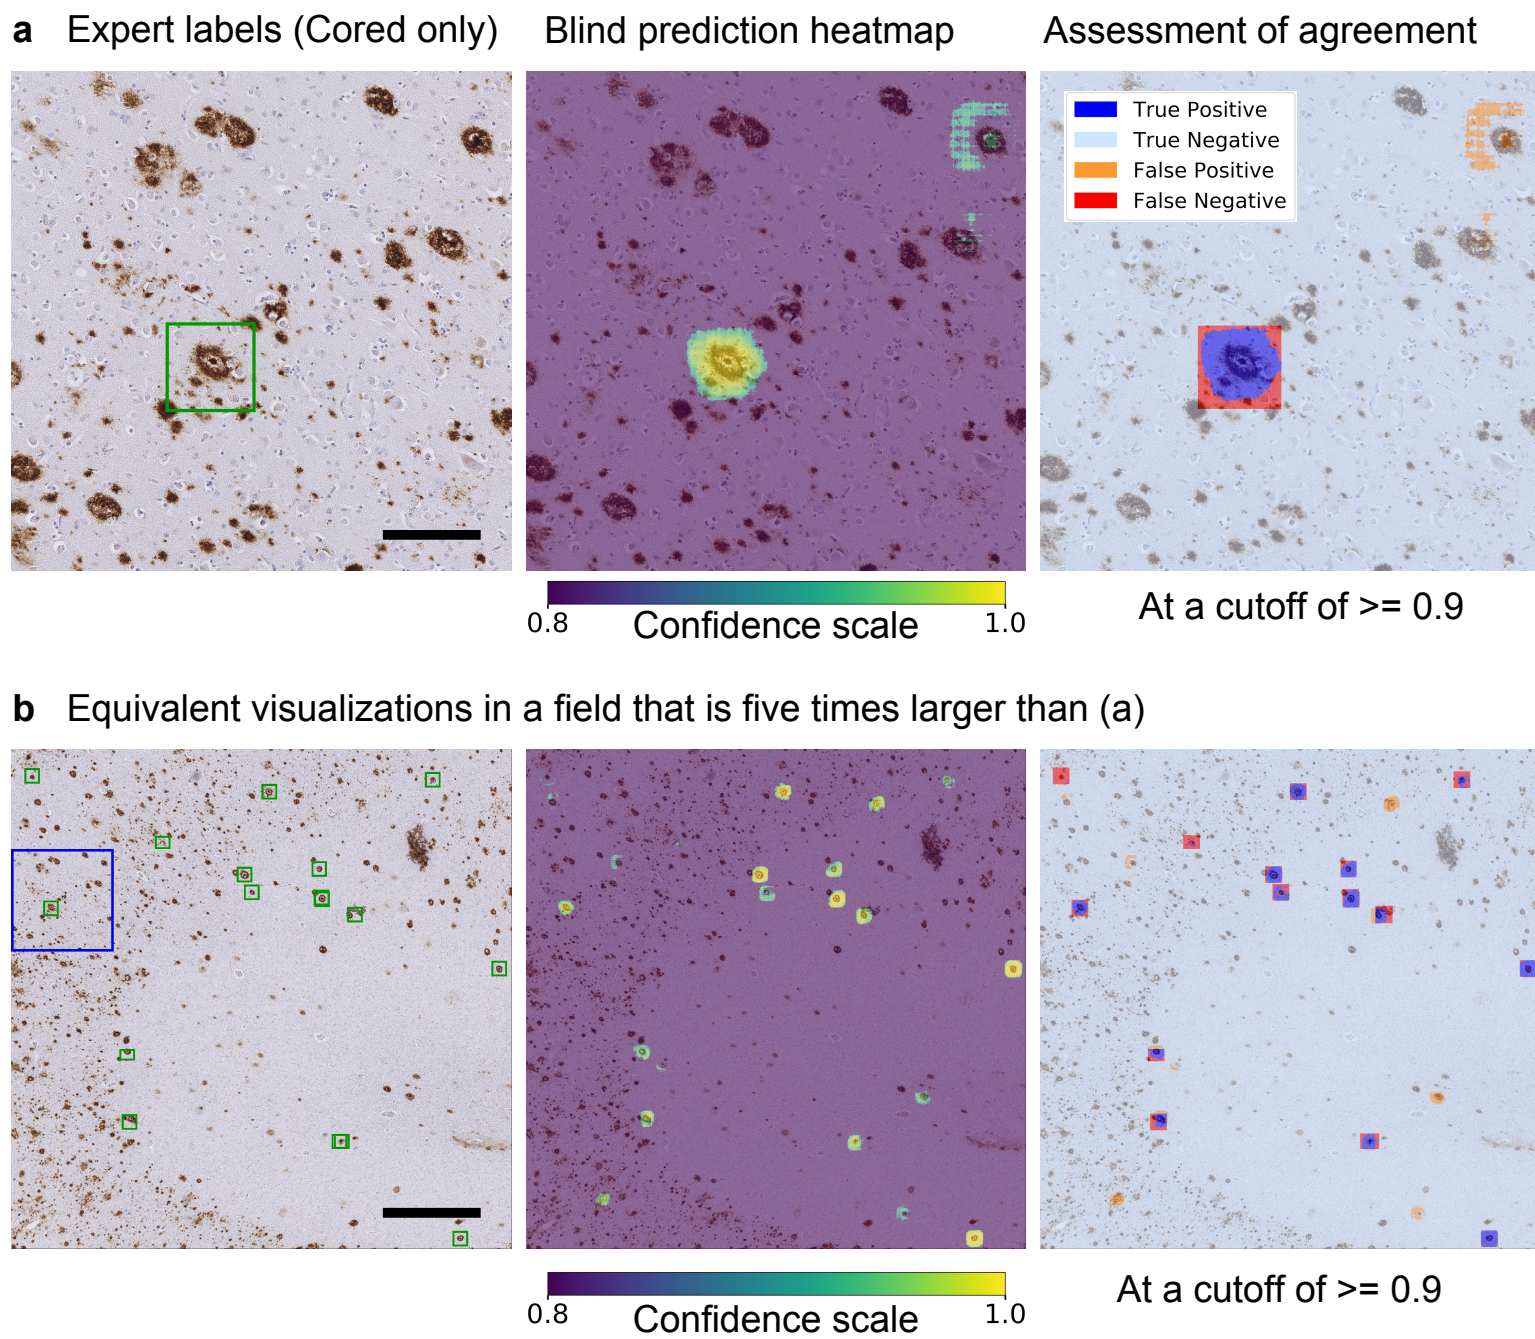 a Expert labels (Cored only) Blind prediction heatmap Assessment of agreement
True Positive
True Negative
False Positive
False Negative
0.8 Confidence scale 1.0
At a cutoff of >= 0.9
b Equivalent visualizations in a field that is five times larger than (a)
0.8 Confidence scale 1.0
At a cutoff of >= 0.9